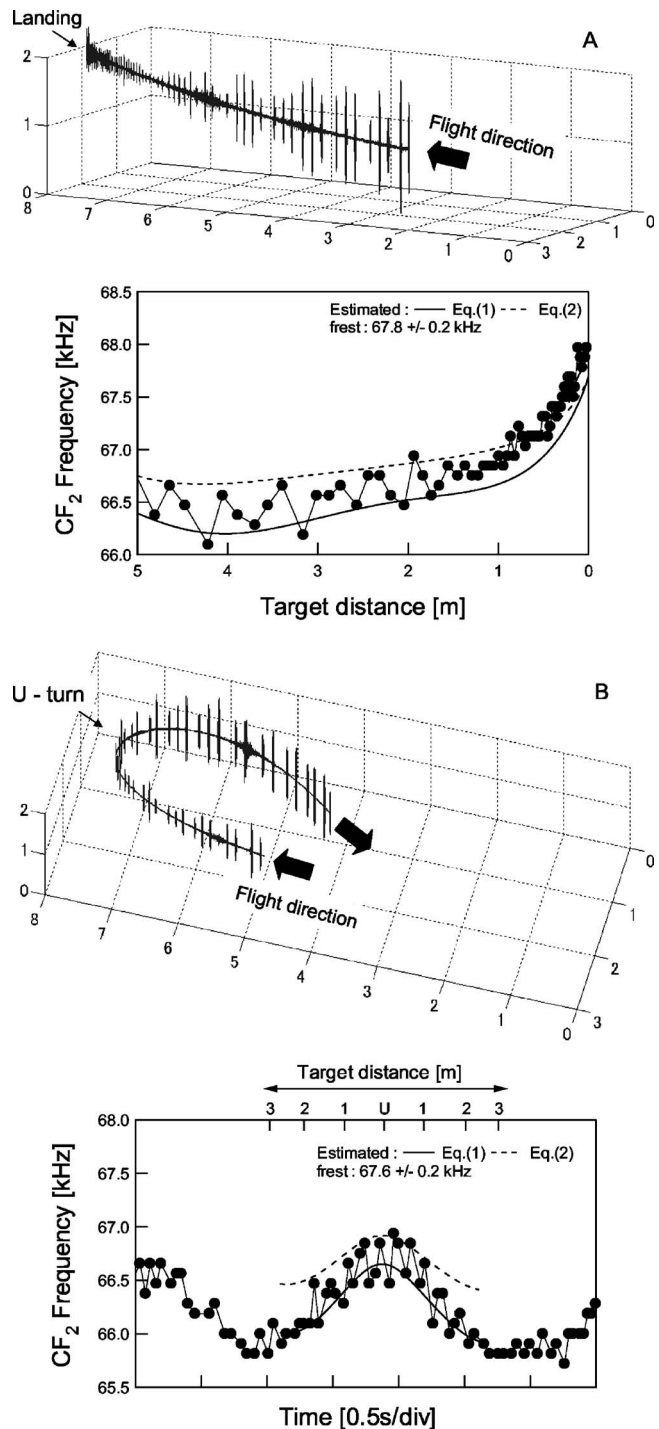 Landing
A
2
1
0
Flight direction
8
7
6
5
4
3
2
1
0
3
2
1
0
68.5
68.0
67.5
67.0
66.5
66.0
CF2 Frequency [kHz]
Estimated : Eq.(1) Eq.(2)
frest : 67.8 +/- 0.2 kHz
5 4 3 2 1 0
Target distance [m]
B
U - turn
2
1
0
Flight direction
8
7
6
5
4
3
2
1
0
3
2
1
0
Target distance [m]
3 2 1 U 1 2 3
68.0
67.5
67.0
66.5
66.0
65.5
CF2 Frequency [kHz]
Estimated : Eq.(1) Eq.(2)
frest : 67.6 +/- 0.2 kHz
Time [0.5s/div]